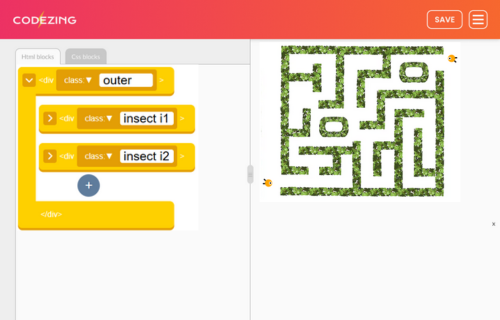 CODEZING
SAVE
Html blocks
Css blocks
<div class ▼ outer >
<div class ▼ insect i1 >
<div class ▼ insect i2 >
+
</div>
x